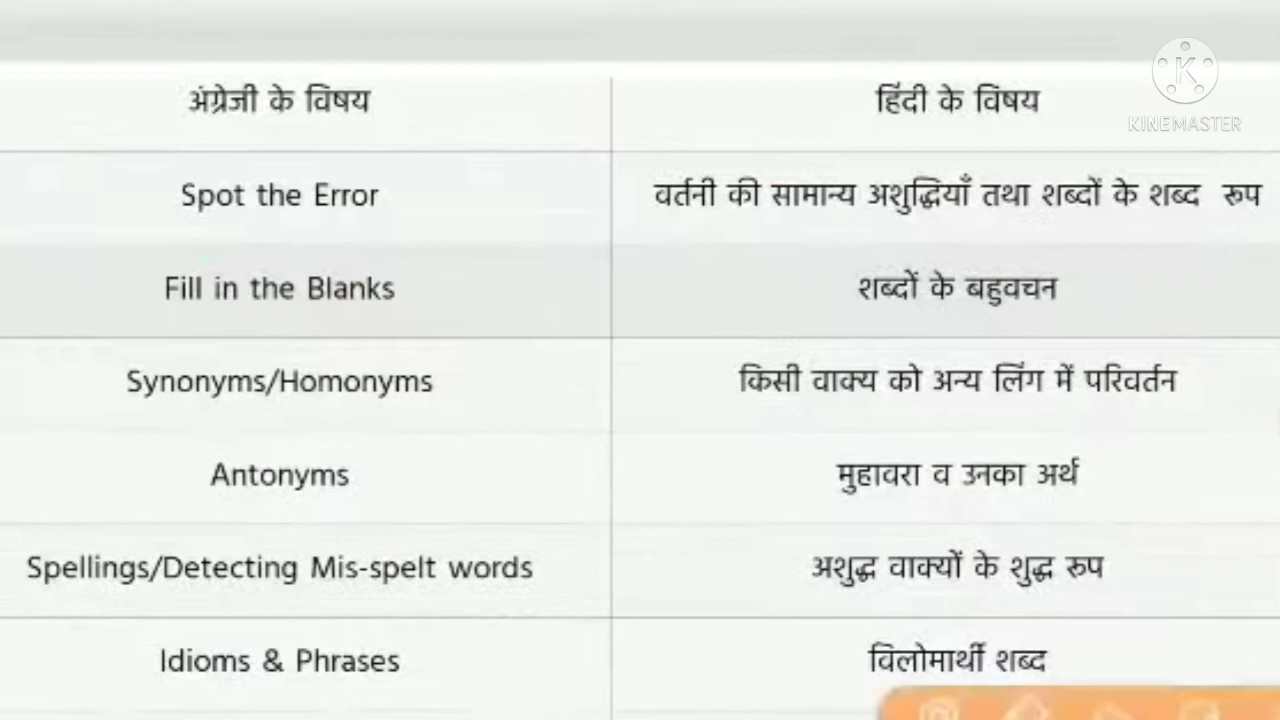 अंग्रेजी के विषय हिंदी के विषय
KINEMASTER
Spot the Error वर्तनी की सामान्य अशुद्धियाँ तथा शब्दों के शब्द रूप
Fill in the Blanks शब्दों के बहुवचन
Synonyms/Homonyms किसी वाक्य को अन्य लिंग में परिवर्तन
Antonyms मुहावरा व उनका अर्थ
Spellings/Detecting Mis-spelt words अशुद्ध वाक्यों के शुद्ध रूप
Idioms & Phrases विलोमार्थी शब्द